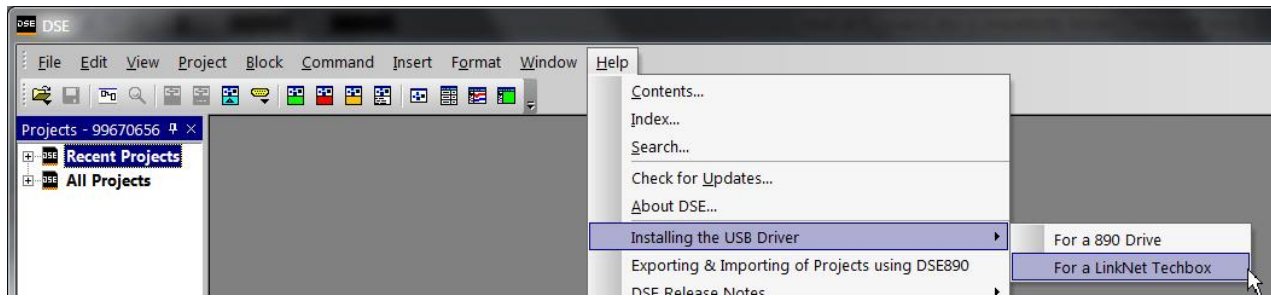 DSE DSE
File Edit View Project Block Command Insert Format Window Help
Projects - 99670656
DSE Recent Projects
DSE All Projects
Contents...
Index...
Search...
Check for Updates...
About DSE...
Installing the USB Driver
For a 890 Drive
For a LinkNet Techbox
Exporting & Importing of Projects using DSE890
DSE Release Notes